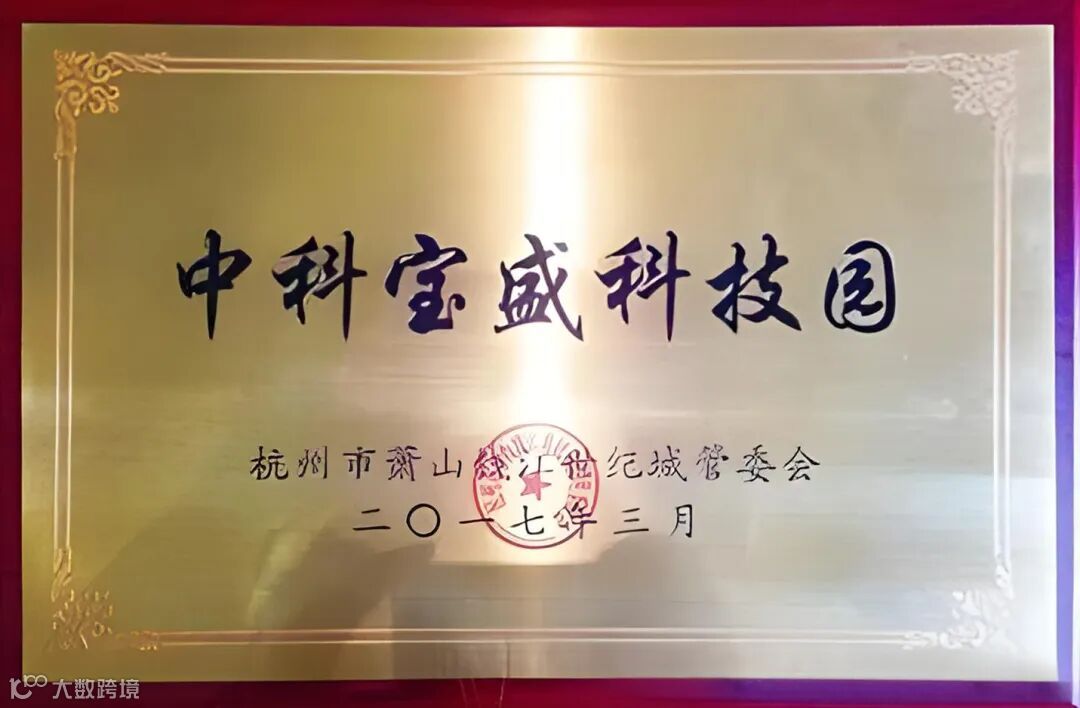 中科宝盛科技园
杭州市萧山钱江世纪城管委会
二〇一七年三月
大数跨境